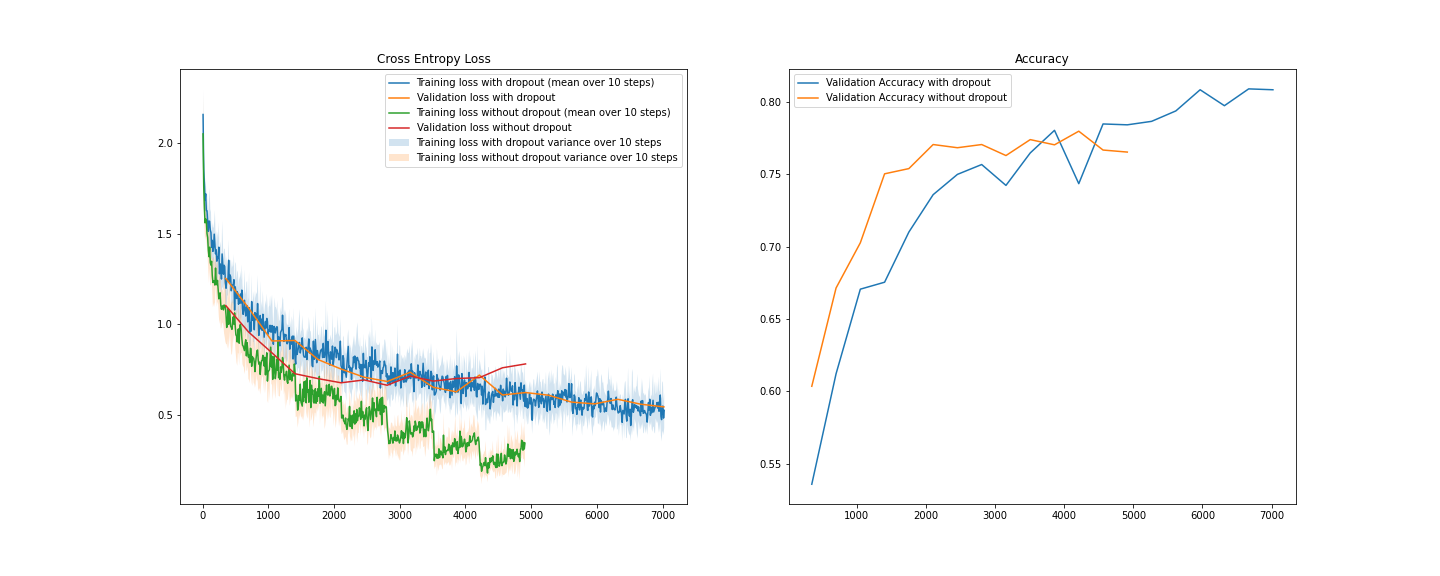 Cross Entropy Loss
Training loss with dropout (mean over 10 steps)
Validation loss with dropout
Training loss without dropout (mean over 10 steps)
Validation loss without dropout
Training loss with dropout variance over 10 steps
Training loss without dropout variance over 10 steps
2.0
1.5
1.0
0.5
0 1000 2000 3000 4000 5000 6000 7000
Accuracy
Validation Accuracy with dropout
Validation Accuracy without dropout
0.80
0.75
0.70
0.65
0.60
0.55
1000 2000 3000 4000 5000 6000 7000